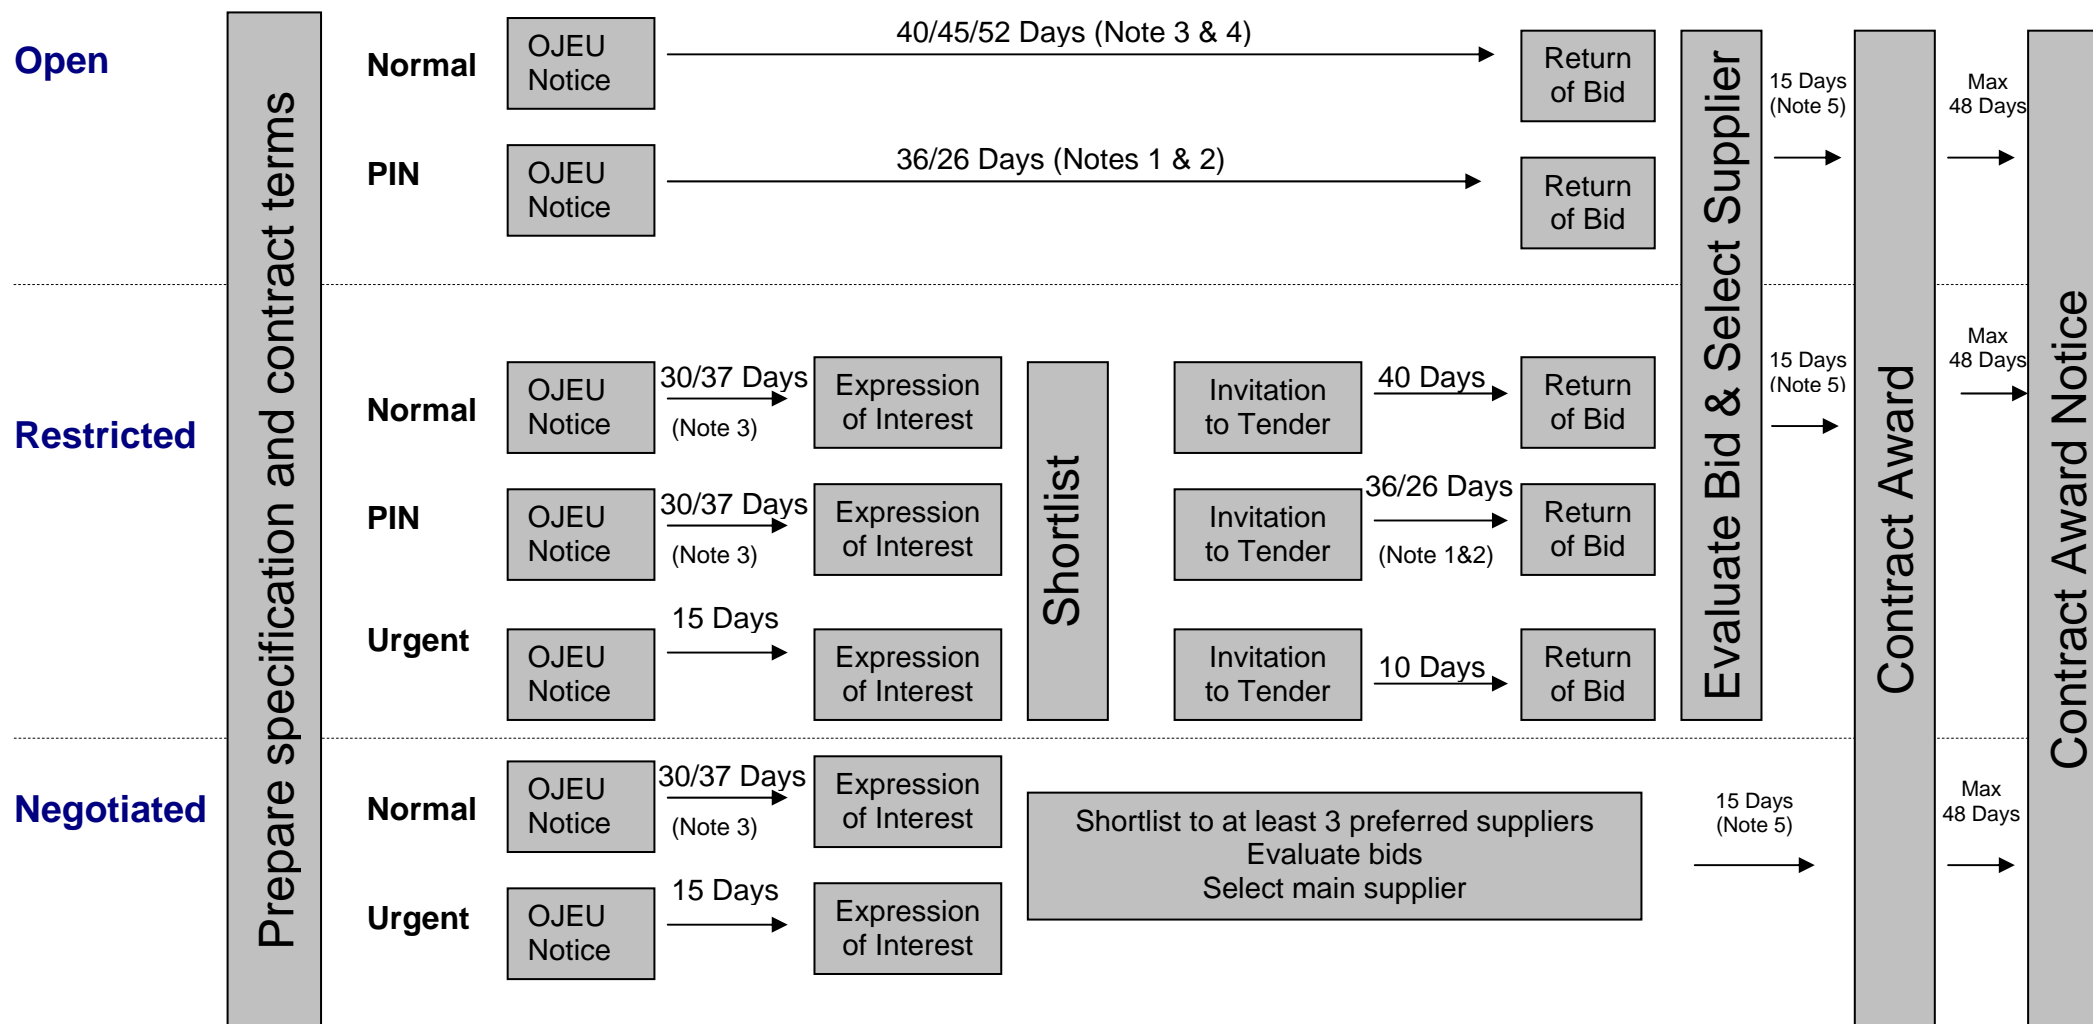 Prepare specification and contract terms
Open
Normal
OJEU
Notice
40/45/52 Days (Note 3 & 4)
Return
of Bid
PIN
OJEU
Notice
36/26 Days (Notes 1 & 2)
Return
of Bid
Evaluate Bid & Select Supplier
15 Days
(Note 5)
Contract Award
Max
48 Days
Contract Award Notice
Restricted
Normal
OJEU
Notice
30/37 Days
(Note 3)
Expression
of Interest
Shortlist
Invitation
to Tender
40 Days
Return
of Bid
15 Days
(Note 5)
Max
48 Days
PIN
OJEU
Notice
30/37 Days
(Note 3)
Expression
of Interest
Invitation
to Tender
36/26 Days
(Note 1&2)
Return
of Bid
Urgent
OJEU
Notice
15 Days
Expression
of Interest
Invitation
to Tender
10 Days
Return
of Bid
Negotiated
Normal
OJEU
Notice
30/37 Days
(Note 3)
Expression
of Interest
Shortlist to at least 3 preferred suppliers
Evaluate bids
Select main supplier
15 Days
(Note 5)
Max
48 Days
Urgent
OJEU
Notice
15 Days
Expression
of Interest